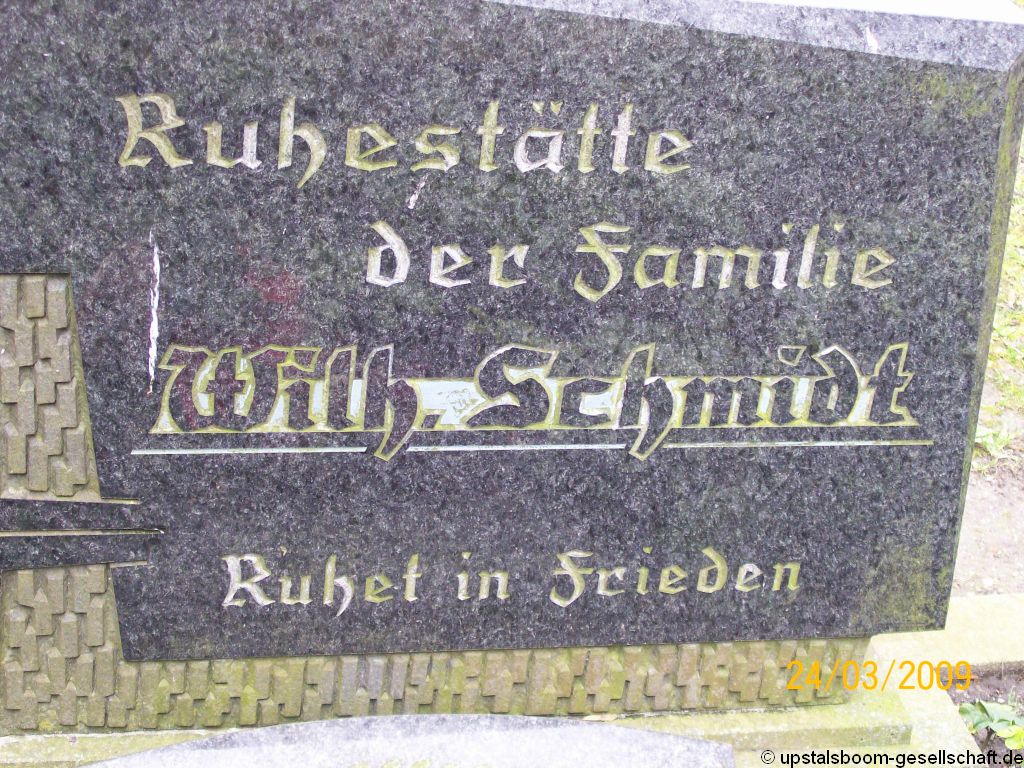 Ruhestätte
der Familie
Wilh. Schmidt
Ruhet in Frieden
24/03/2009
© upstalsboom-gesellschaft.de